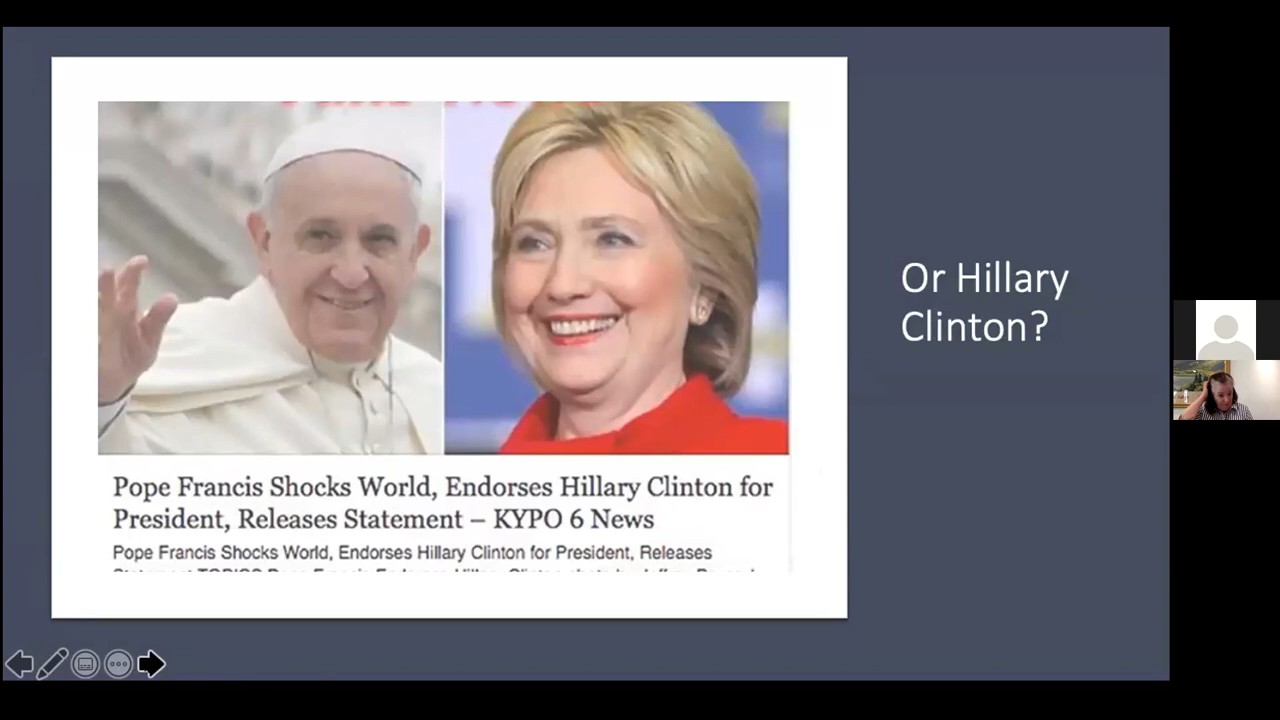 Pope Francis Shocks World, Endorses Hillary Clinton for
President, Releases Statement – KYPO 6 News
Pope Francis Shocks World, Endorses Hillary Clinton for President, Releases
Or Hillary
Clinton?